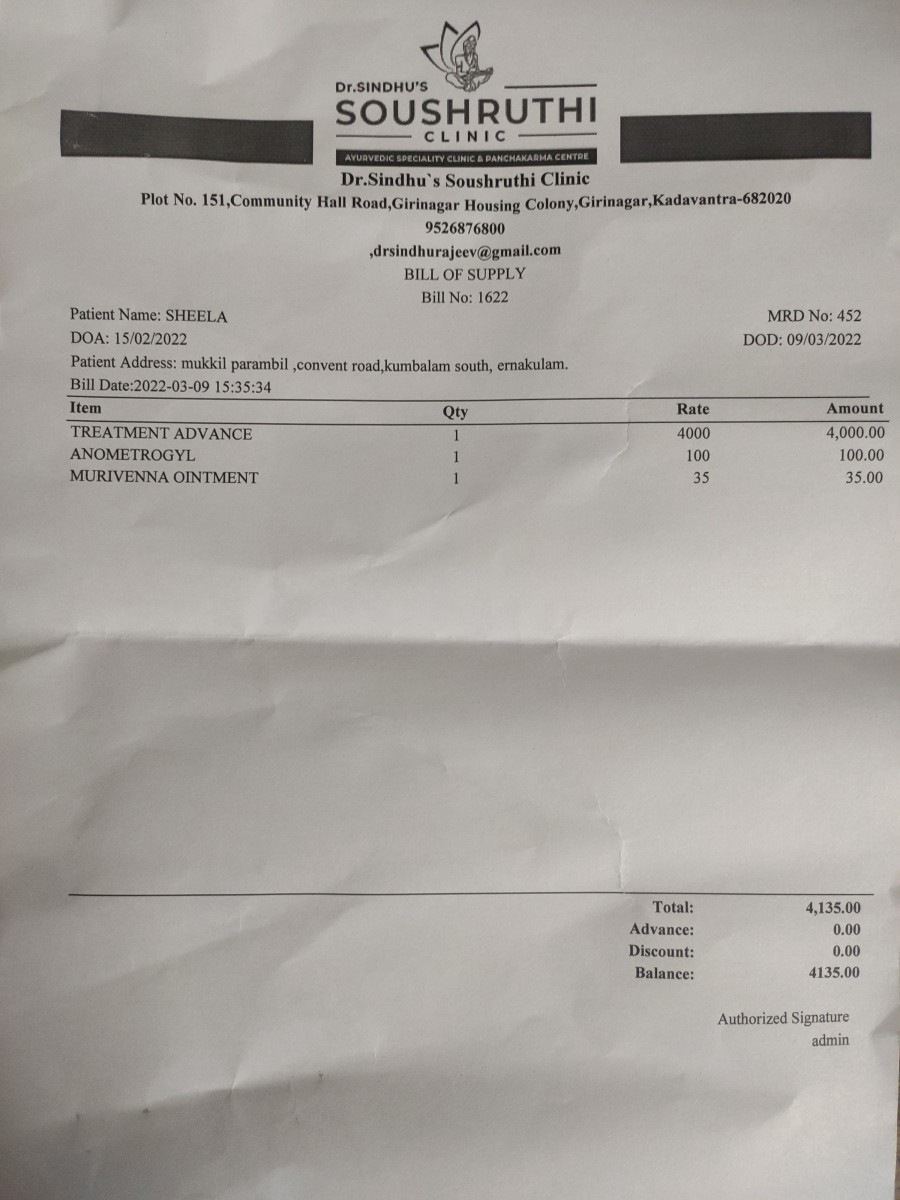 Dr.SINDHU'S
SOUSHRUTHI
CLINIC
AYURVEDIC SPECIALITY CLINIC & PANCHAKARMA CENTRE
Dr.Sindhu`s Soushruthi Clinic
Plot No. 151,Community Hall Road,Girinagar Housing Colony,Girinagar,Kadavantra-682020
9526876800
,drsindhurajeev@gmail.com
BILL OF SUPPLY
Bill No: 1622
Patient Name: SHEELA MRD No: 452
DOA: 15/02/2022 DOD: 09/03/2022
Patient Address: mukkil parambil ,convent road,kumbalam south, ernakulam.
Bill Date:2022-03-09 15:35:34
Item Qty Rate Amount
TREATMENT ADVANCE 1 4000 4,000.00
ANOMETROGYL 1 100 100.00
MURIVENNA OINTMENT 1 35 35.00
Total: 4,135.00
Advance: 0.00
Discount: 0.00
Balance: 4135.00
Authorized Signature
admin